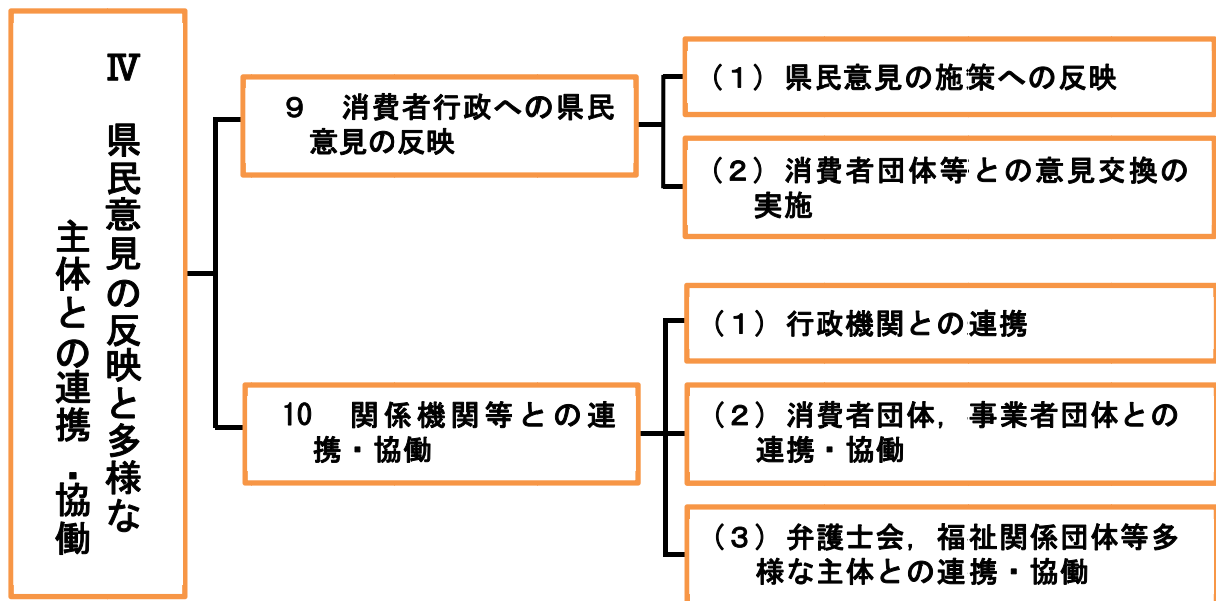 Ⅳ　県民意見の反映と多様な
主体との連携・協働
９　消費者行政への県民
意見の反映
（１）県民意見の施策への反映
（２）消費者団体等との意見交換の
実施
10　関係機関等との連
携・協働
（１）行政機関との連携
（２）消費者団体，事業者団体との
連携・協働
（３）弁護士会，福祉関係団体等多
様な主体との連携・協働